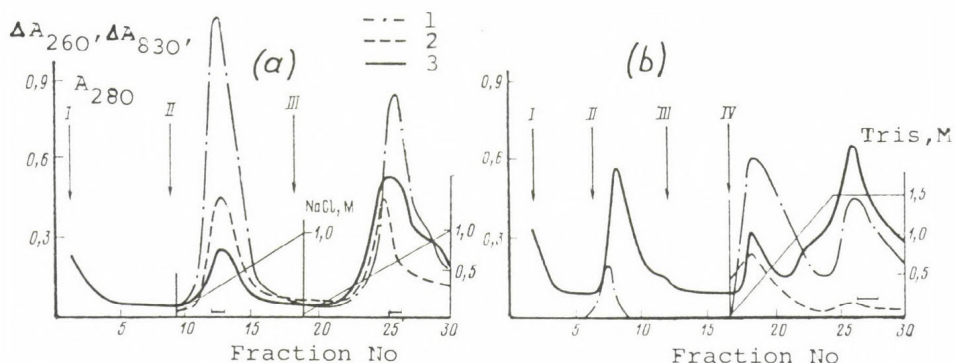 ΔA260, ΔA830,
A280
(a)
1
2
3
0,9
0,6
0,3
I
II
III
NaCl, M
1,0
1,0
0,5
5
10
15
20
25
30
Fraction No
(b)
0,9
0,6
0,3
I
II
III
IV
Tris, M
1,5
1,0
0,5
5
10
15
20
25
30
Fraction No